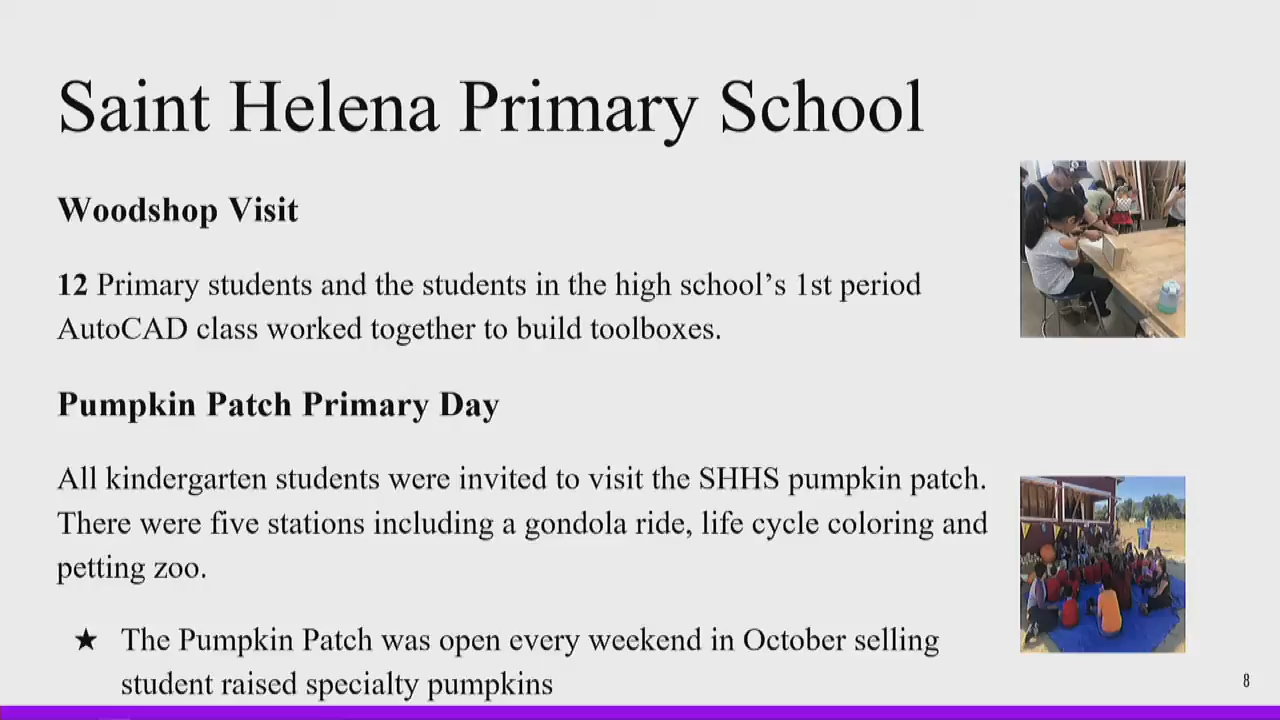 Saint Helena Primary School
Woodshop Visit
12 Primary students and the students in the high school’s 1st period
AutoCAD class worked together to build toolboxes.
Pumpkin Patch Primary Day
All kindergarten students were invited to visit the SHHS pumpkin patch.
There were five stations including a gondola ride, life cycle coloring and
petting zoo.
★ The Pumpkin Patch was open every weekend in October selling
student raised specialty pumpkins
8